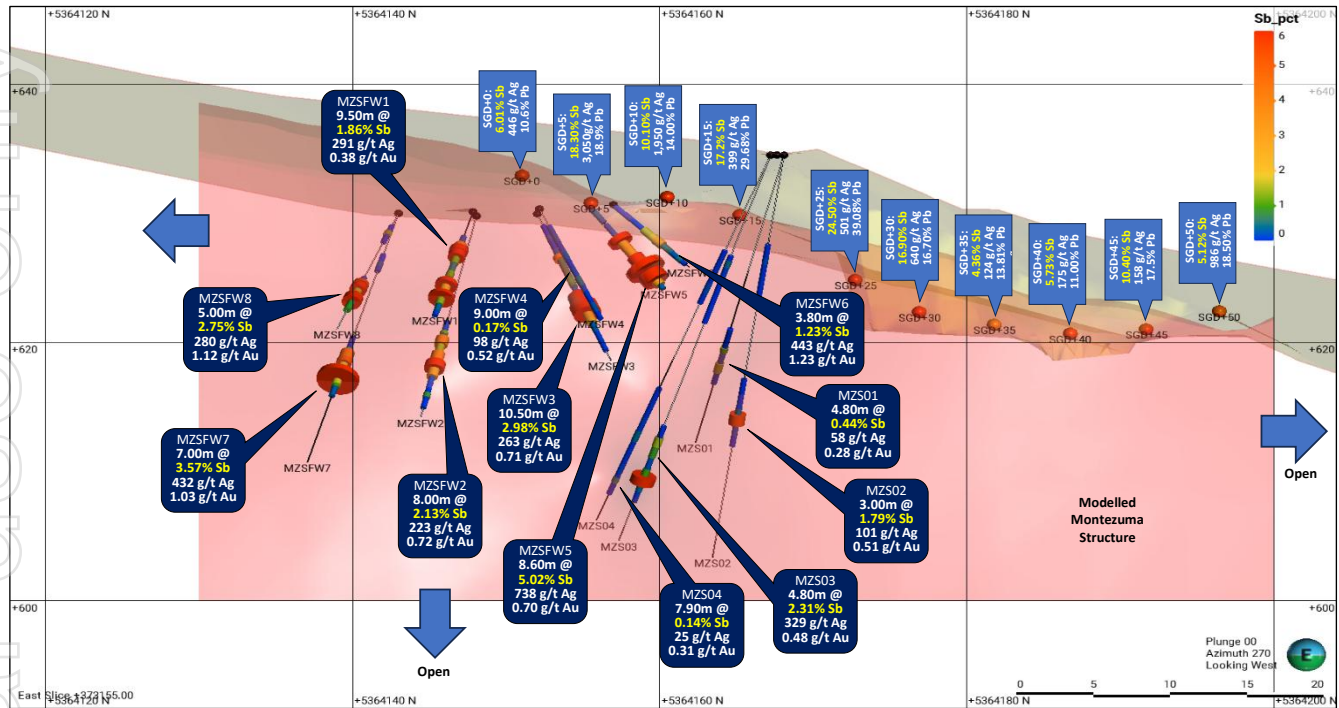 +5364120 N
+5364140 N
+5364160 N
+5364180 N
+5364200 N
Sb_pct
6
5
4
3
2
1
0
+640
+640
+620
+620
+600
+600
MZSFW1
9.50m @
1.86% Sb
291 g/t Ag
0.38 g/t Au
SGD+0:
6.01% Sb
446 g/t Ag
10.6% Pb
SGD+5:
18.30% Sb
3,050g/t Ag
18.9% Pb
SGD+10:
10.10% Sb
1,950 g/t Ag
14.00% Pb
SGD+15:
17.2% Sb
399 g/t Ag
29.68% Pb
SGD+25:
24.50% Sb
501 g/t Ag
39.08% Pb
SGD+30:
16.90% Sb
640 g/t Ag
16.70% Pb
SGD+35:
4.36% Sb
124 g/t Ag
13.81% Pb
SGD+40:
5.73% Sb
175 g/t Ag
11.00% Pb
SGD+45:
10.40% Sb
158 g/t Ag
17.5% Pb
SGD+50:
5.12% Sb
986 g/t Ag
18.50% Pb
SGD+0
SGD+5
SGD+10
SGD+15
SGD+25
SGD+30
SGD+35
SGD+40
SGD+45
SGD+50
MZSFW8
5.00m @
2.75% Sb
280 g/t Ag
1.12 g/t Au
MZSFW4
9.00m @
0.17% Sb
98 g/t Ag
0.52 g/t Au
MZSFW6
3.80m @
1.23% Sb
443 g/t Ag
1.23 g/t Au
MZSFW7
7.00m @
3.57% Sb
432 g/t Ag
1.03 g/t Au
MZSFW2
8.00m @
2.13% Sb
223 g/t Ag
0.72 g/t Au
MZSFW3
10.50m @
2.98% Sb
263 g/t Ag
0.71 g/t Au
MZSFW5
8.60m @
5.02% Sb
738 g/t Ag
0.70 g/t Au
MZS01
4.80m @
0.44% Sb
58 g/t Ag
0.28 g/t Au
MZS02
3.00m @
1.79% Sb
101 g/t Ag
0.51 g/t Au
MZS03
4.80m @
2.31% Sb
329 g/t Ag
0.48 g/t Au
MZS04
7.90m @
0.14% Sb
25 g/t Ag
0.31 g/t Au
MZSFW8
MZSFW1
MZSFW4
MZSFW5
MZSFW3
MZSFW2
MZSFW7
MZS01
MZS04
MZS03
MZS02
Open
Open
Modelled
Montezuma
Structure
Plunge 00
Azimuth 270
Looking West
E
0
5
10
15
20
East Slice +373155.00
+5364120 N
+5364140 N
+5364160 N
+5364180 N
+5364200 N